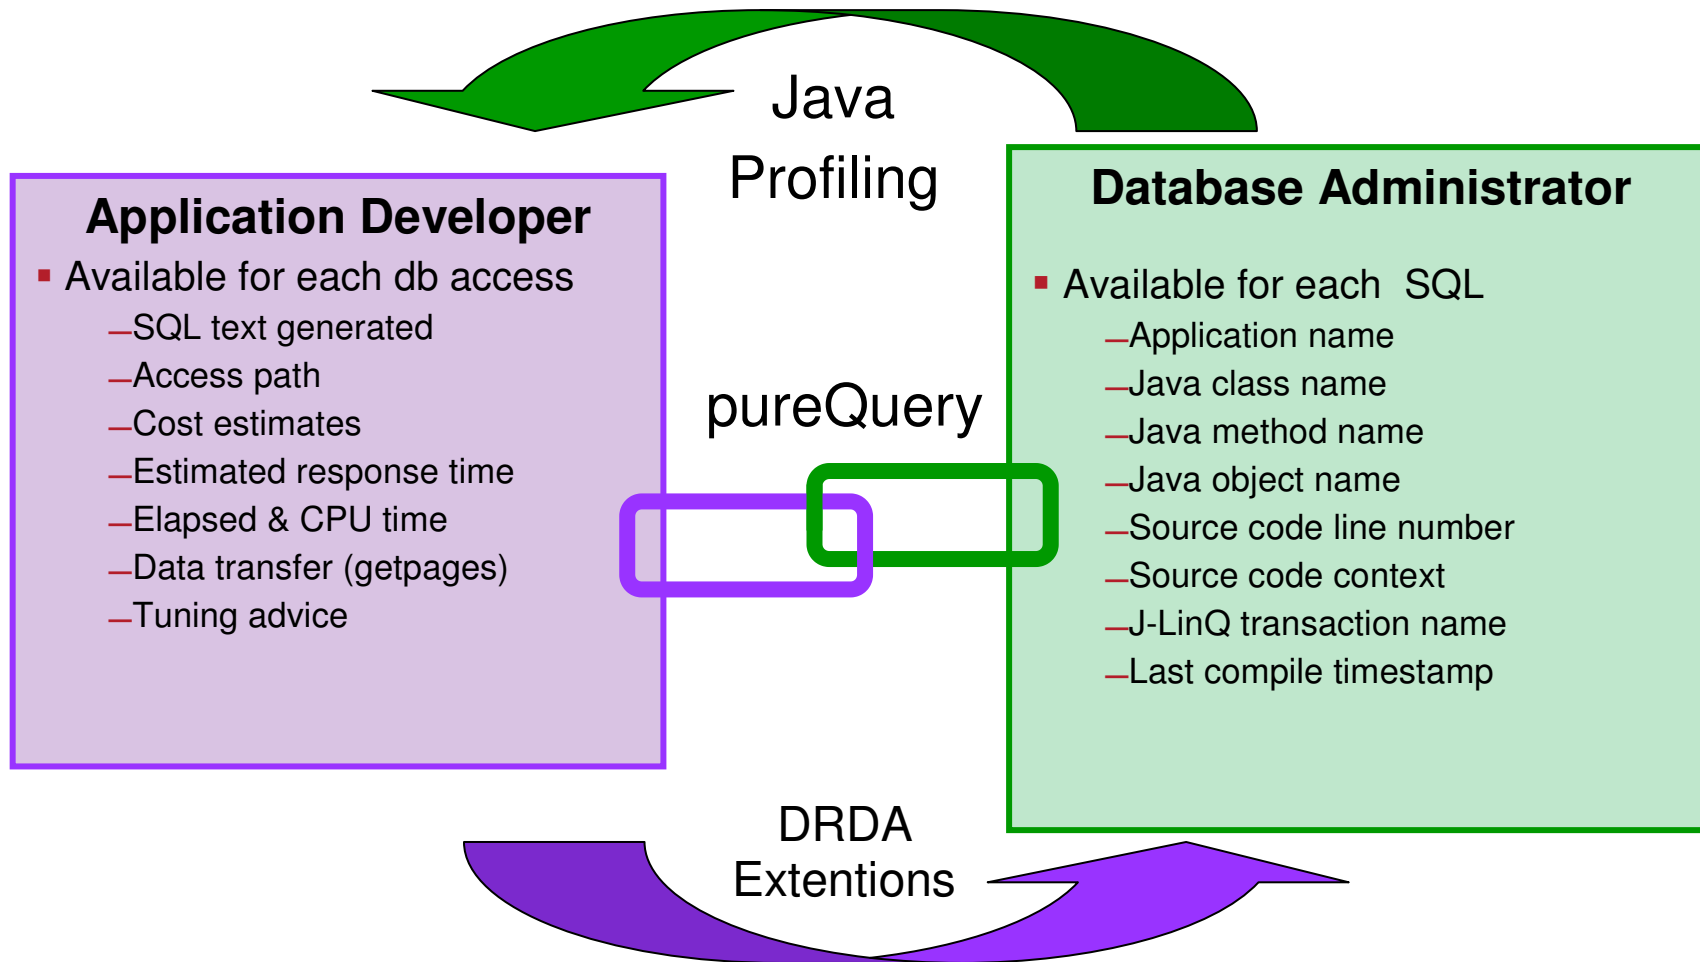 Java
Profiling
Application Developer
▪ Available for each db access
–SQL text generated
–Access path
–Cost estimates
–Estimated response time
–Elapsed & CPU time
–Data transfer (getpages)
–Tuning advice
pureQuery
Database Administrator
▪ Available for each SQL
–Application name
–Java class name
–Java method name
–Java object name
–Source code line number
–Source code context
–J-LinQ transaction name
–Last compile timestamp
DRDA
Extentions